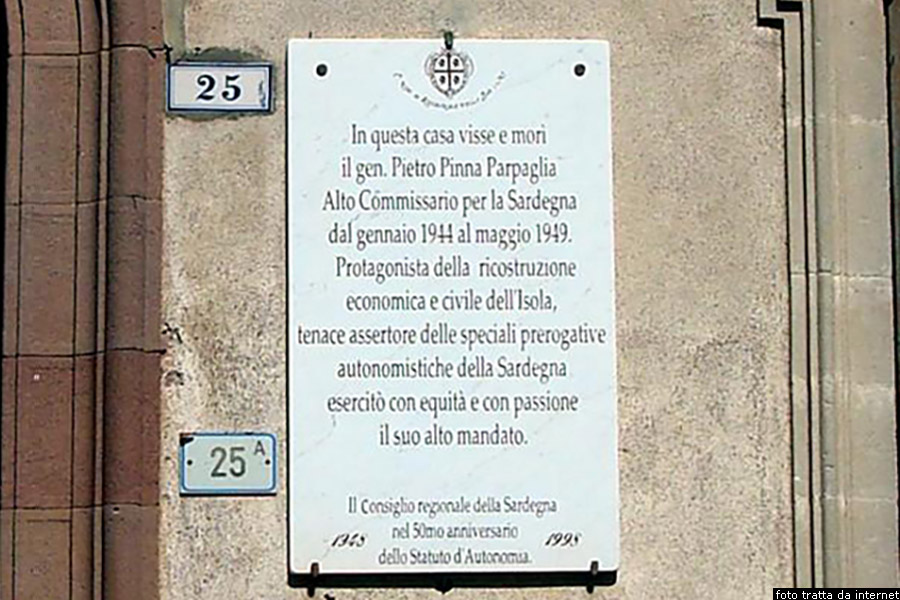 25
In questa casa visse e morì
il gen. Pietro Pinna Parpaglia
Alto Commissario per la Sardegna
dal gennaio 1944 al maggio 1949.
Protagonista della ricostruzione
economica e civile dell'Isola,
tenace assertore delle speciali prerogative
autonomistiche della Sardegna
esercitò con equità e con passione
il suo alto mandato.
25 A
Il Consiglio regionale della Sardegna
nel 50mo anniversario
1948 1998
dello Statuto d'Autonomia.
foto tratta da internet